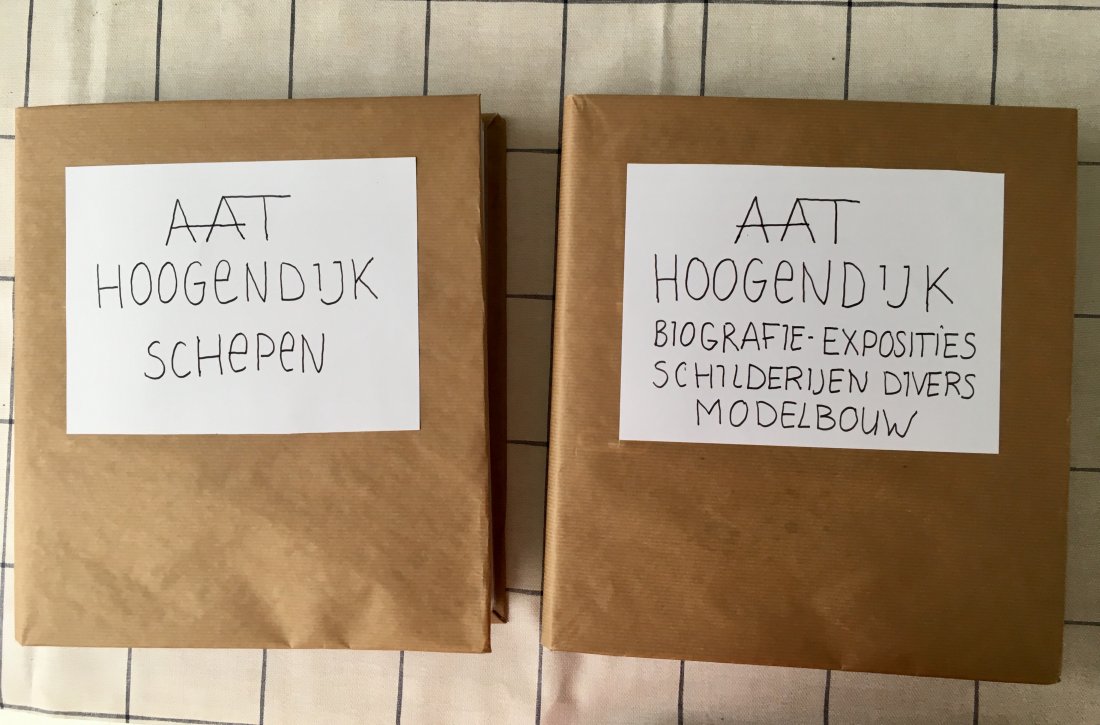 AAT
HOOGeNDIJK
SCHePeN
AAT
HOOGeNDIJK
BIOGRAFIE-EXPOSITIES
SCHILDERIJEN DIVERS
MODELBOUW